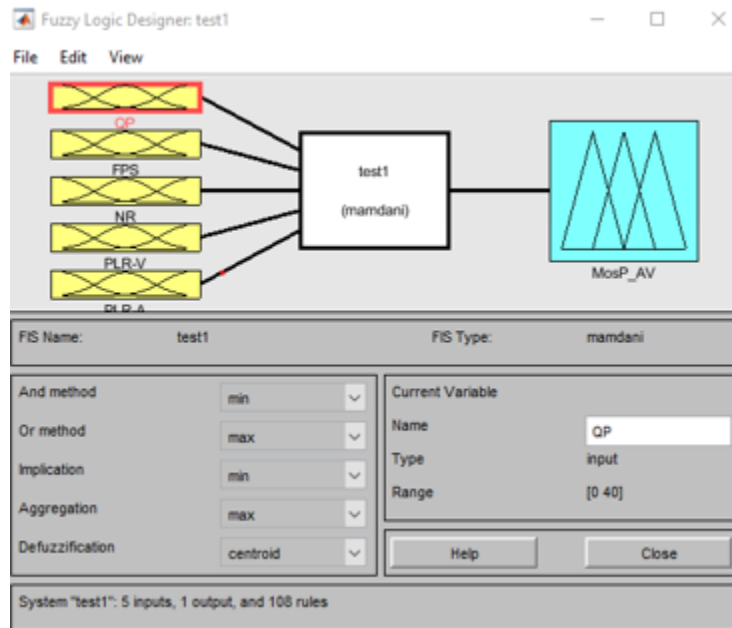 Fuzzy Logic Designer: test1
File Edit View
QP
FPS
NR
PLR-V
PLR-A
test1
(mamdani)
MosP_AV
FIS Name: test1 FIS Type: mamdani
And method min
Or method max
Implication min
Aggregation max
Defuzzification centroid
Current Variable
Name QP
Type input
Range [0 40]
Help Close
System "test1": 5 inputs, 1 output, and 108 rules